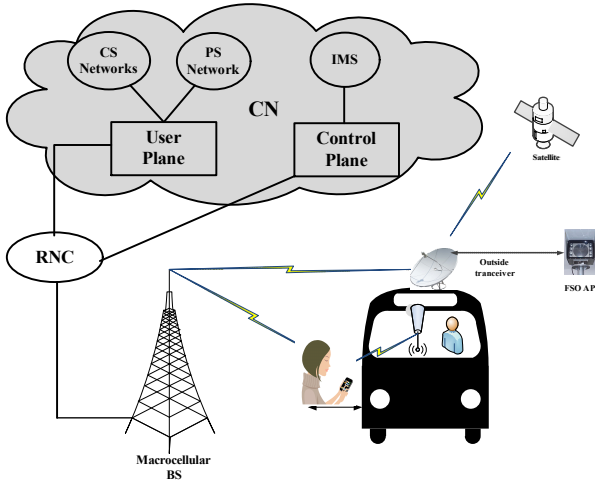 CS
Networks
PS
Network
IMS
CN
User
Plane
Control
Plane
Satellite
RNC
Outside
tranceiver
FSO AP
Macrocellular
BS